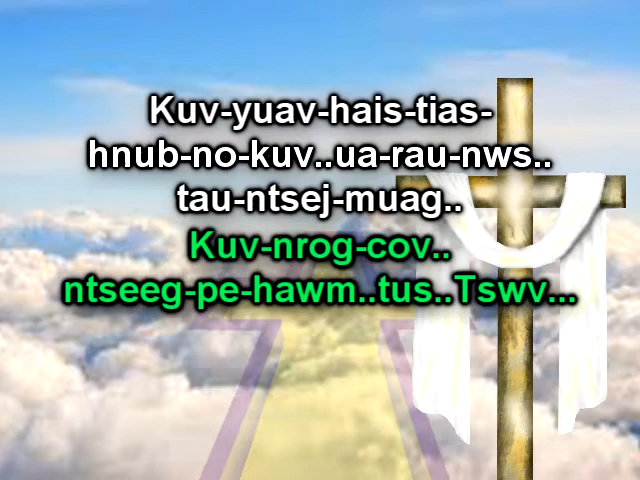 Kuv-yuav-hais-tias-
hnub-no-kuv..ua-rau-nws..
tau-ntsej-muag..
Kuv-nrog-cov..
ntseeg-pe-hawm..tus..Tswv...